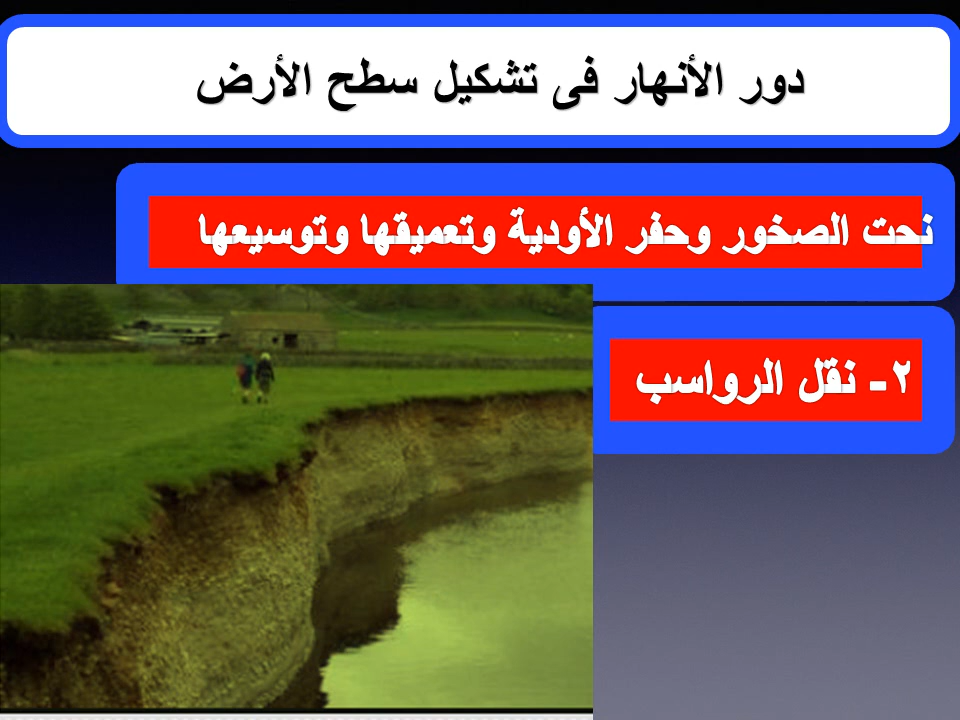 دور الأنهار فى تشكيل سطح الأرض
نحت الصخور وحفر الأودية وتعميقها وتوسيعها
٢- نقل الرواسب